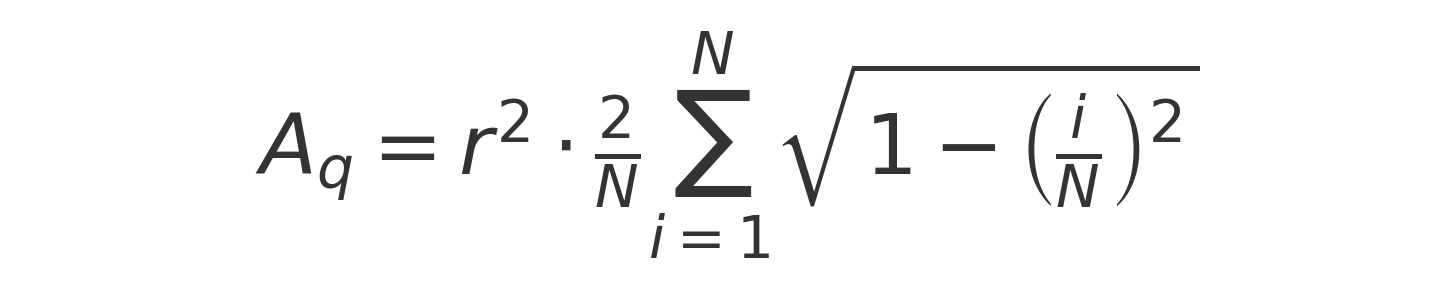 A_q = r^2 · \frac{2}{N} \sum_{i=1}^{N} \sqrt{1 - \left(\frac{i}{N}\right)^2}